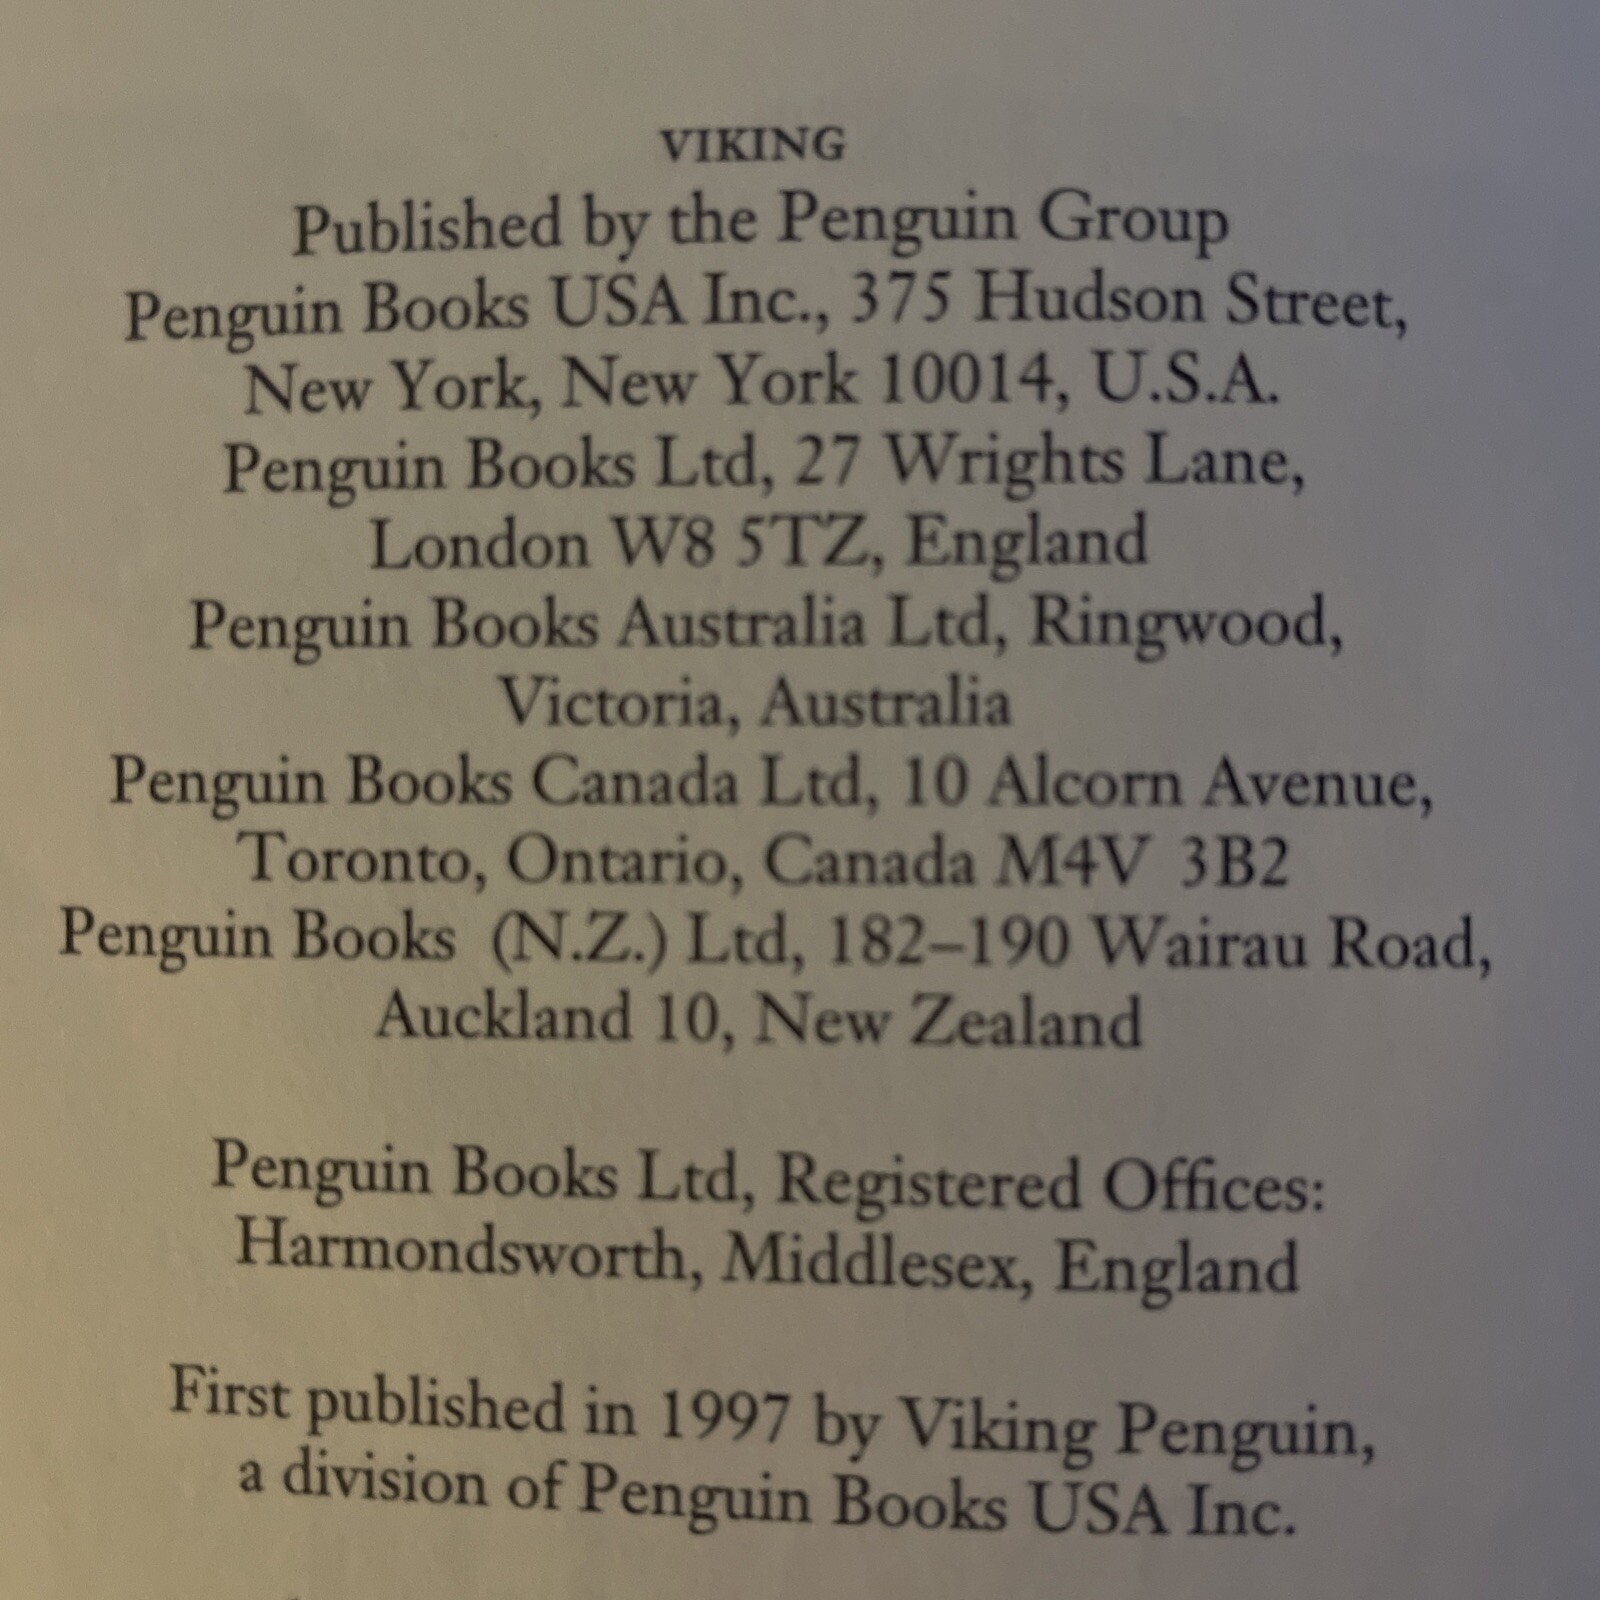 VIKING
Published by the Penguin Group
Penguin Books USA Inc., 375 Hudson Street,
New York, New York 10014, U.S.A.
Penguin Books Ltd, 27 Wrights Lane,
London W8 5TZ, England
Penguin Books Australia Ltd, Ringwood,
Victoria, Australia
Penguin Books Canada Ltd, 10 Alcorn Avenue,
Toronto, Ontario, Canada M4V 3B2
Penguin Books (N.Z.) Ltd, 182–190 Wairau Road,
Auckland 10, New Zealand
Penguin Books Ltd, Registered Offices:
Harmondsworth, Middlesex, England
First published in 1997 by Viking Penguin,
a division of Penguin Books USA Inc.